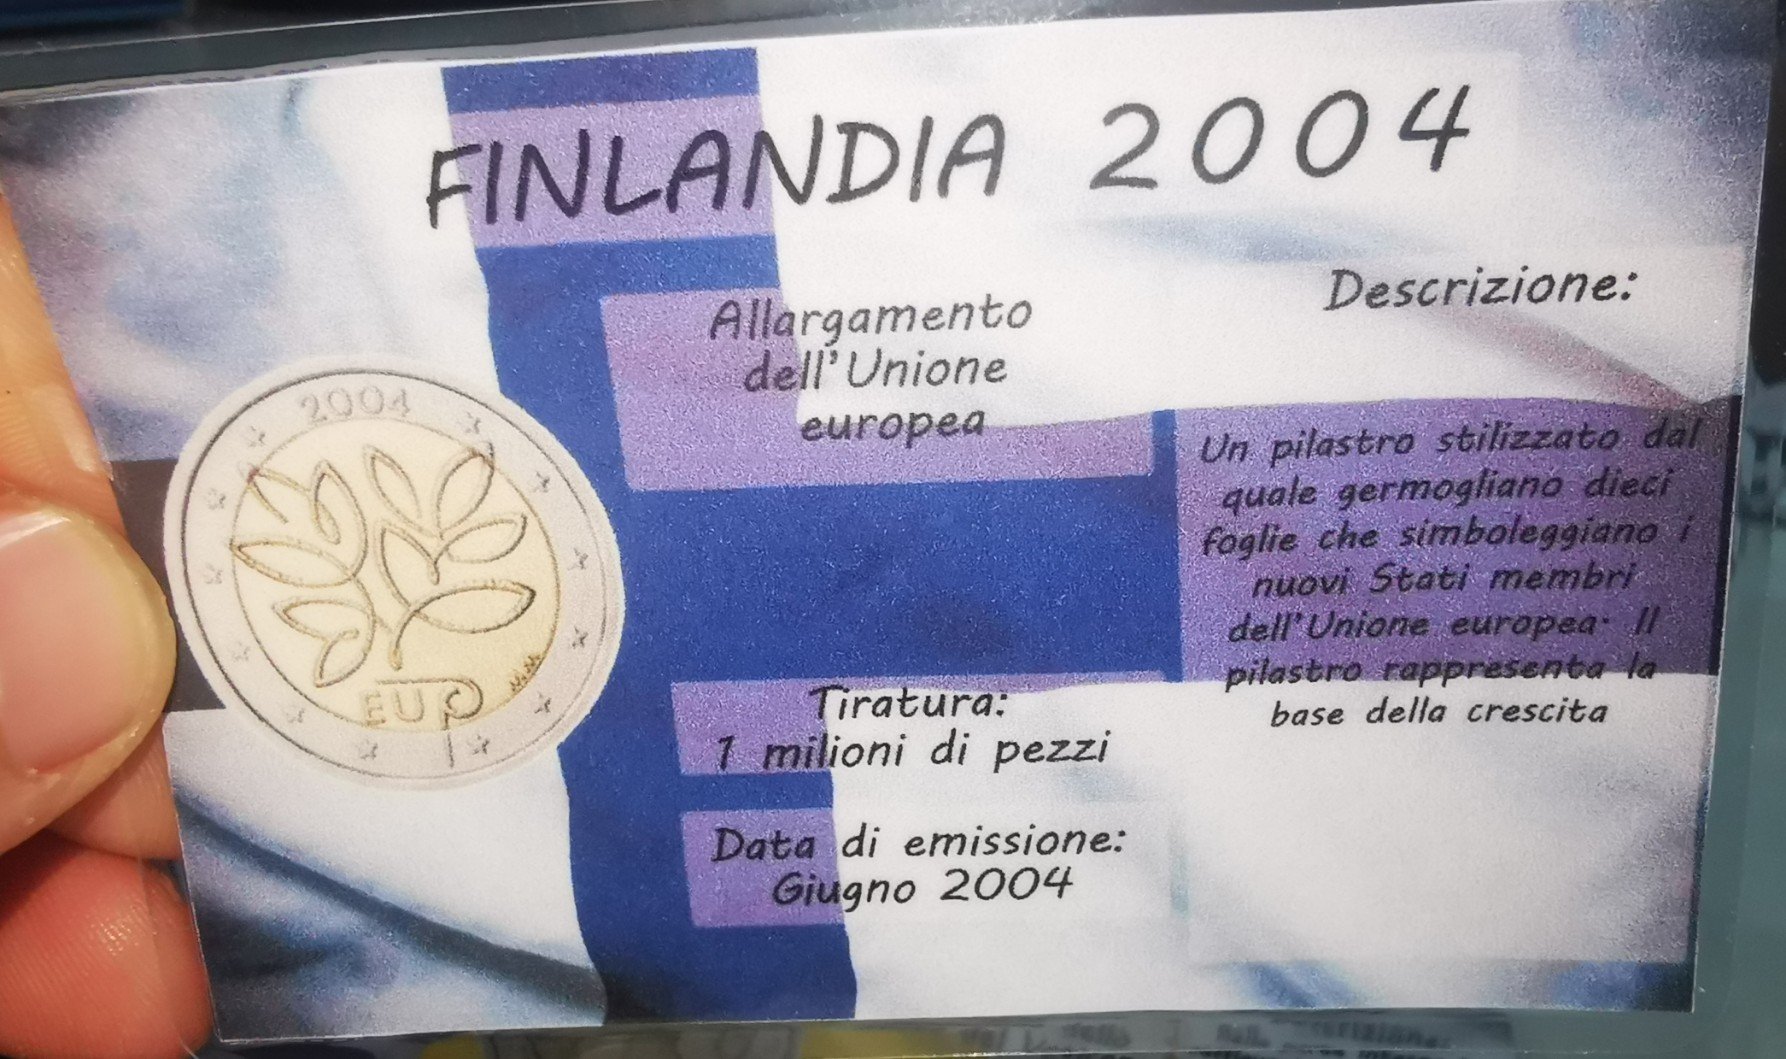 FINLANDIA 2004
Allargamento
dell'Unione
europea
2004
EU
Tiratura:
1 milioni di pezzi
Data di emissione:
Giugno 2004
Descrizione:
Un pilastro stilizzato dal
quale germogliano dieci
foglie che simboleggiano i
nuovi Stati membri
dell'Unione europea. Il
pilastro rappresenta la
base della crescita